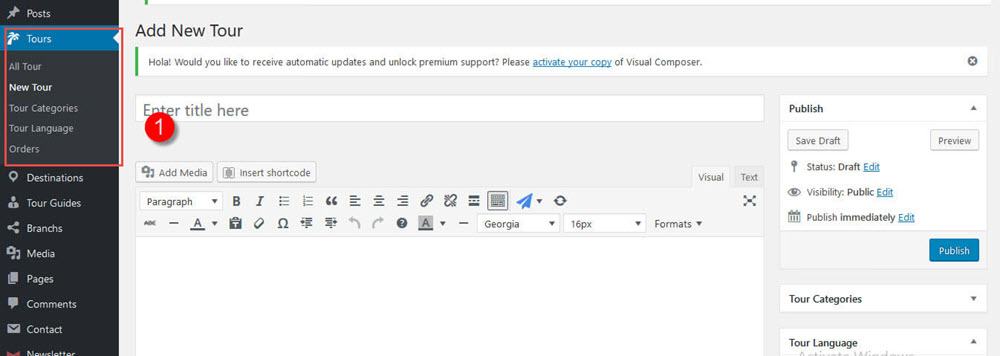 Posts
Tours
All Tour
New Tour
Tour Categories
Tour Language
Orders
Destinations
Tour Guides
Branchs
Media
Pages
Comments
Contact
Newsletter
Add New Tour
Hola! Would you like to receive automatic updates and unlock premium support? Please activate your copy of Visual Composer.
Enter title here
1
Add Media
Insert shortcode
Visual
Text
Paragraph
B I
ABC A A Georgia 16px Formats
Publish
Save Draft
Preview
Status: Draft Edit
Visibility: Public Edit
Publish immediately Edit
Publish
Tour Categories
Tour Language
Activate Windows